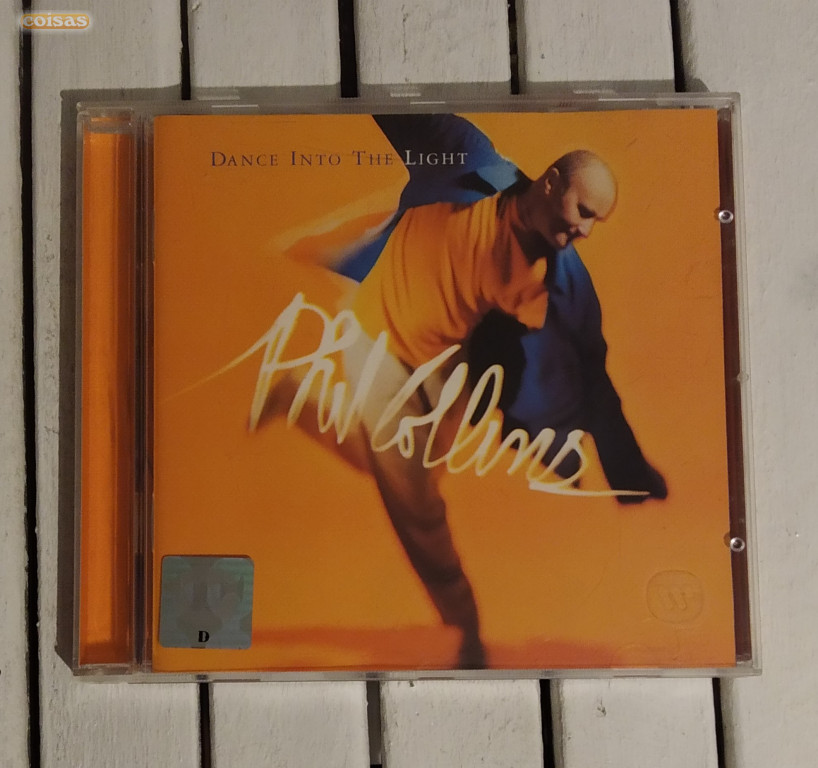 coisas
DANCE INTO THE LIGHT
Phil Collins
D